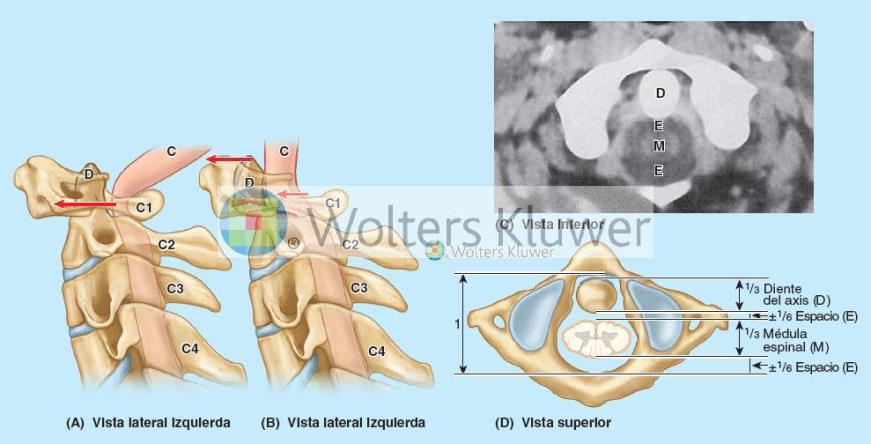 D
C
C1
C2
C3
C4
(A) Vista lateral izquierda
C
D
C1
C2
C3
C4
(B) Vista lateral izquierda
D
E
M
E
(C) Vista inferior
®
Wolters Kluwer
Wolters Kluwer
1
1/3 Diente
del axis (D)
±1/6 Espacio (E)
1/3 Médula
espinal (M)
±1/6 Espacio (E)
(D) Vista superior